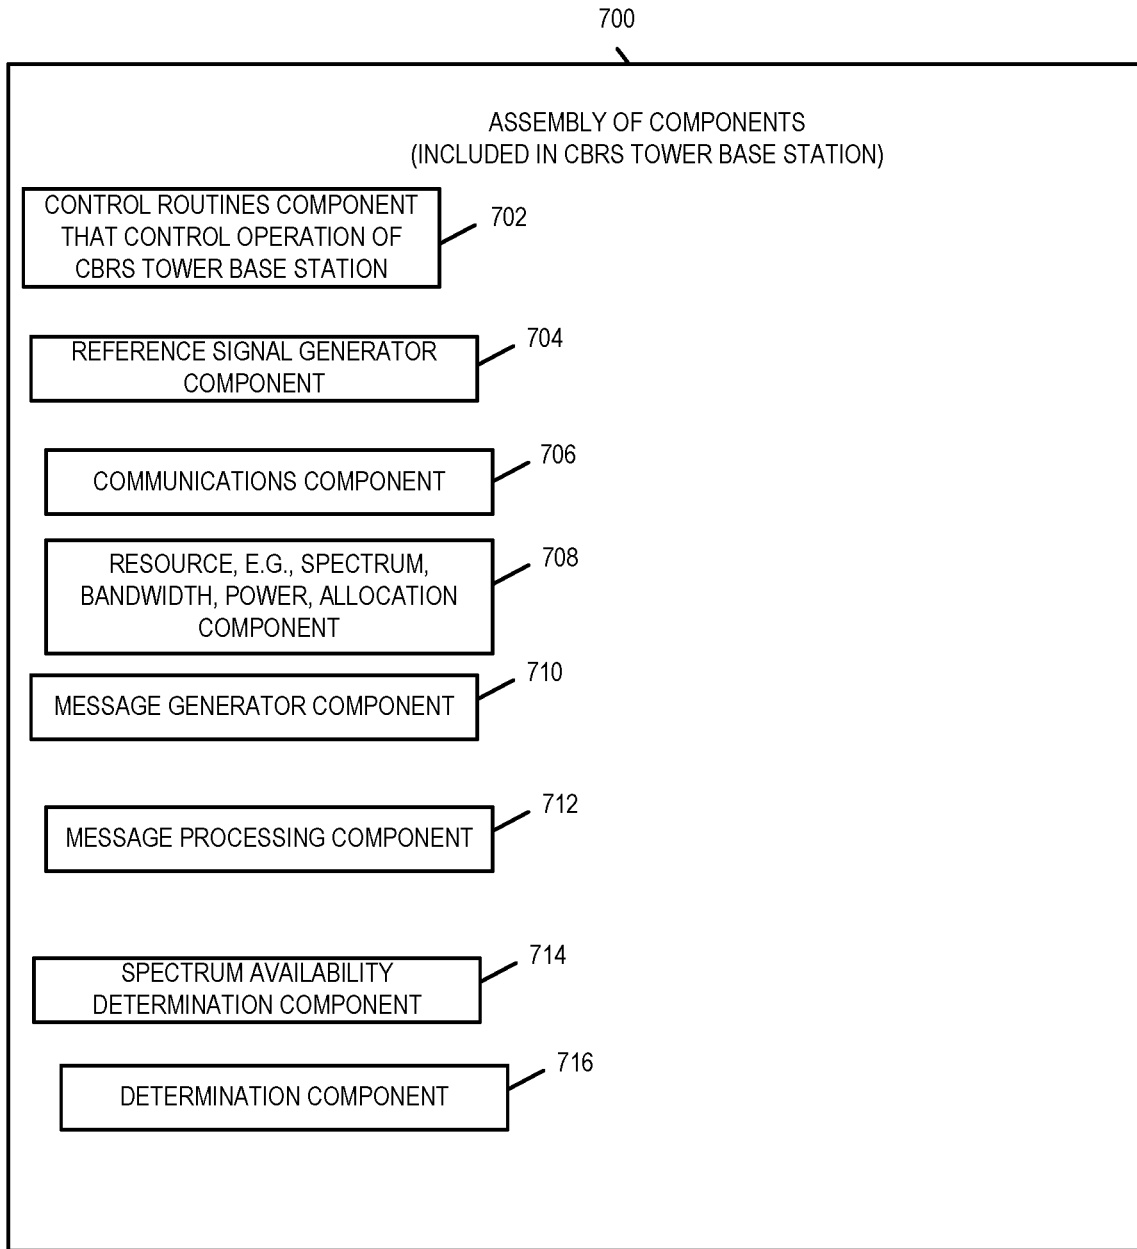 700
ASSEMBLY OF COMPONENTS
(INCLUDED IN CBRS TOWER BASE STATION)
CONTROL ROUTINES COMPONENT
THAT CONTROL OPERATION OF
CBRS TOWER BASE STATION
702
REFERENCE SIGNAL GENERATOR
COMPONENT
704
COMMUNICATIONS COMPONENT
706
RESOURCE, E.G., SPECTRUM,
BANDWIDTH, POWER, ALLOCATION
COMPONENT
708
MESSAGE GENERATOR COMPONENT
710
MESSAGE PROCESSING COMPONENT
712
SPECTRUM AVAILABILITY
DETERMINATION COMPONENT
714
DETERMINATION COMPONENT
716